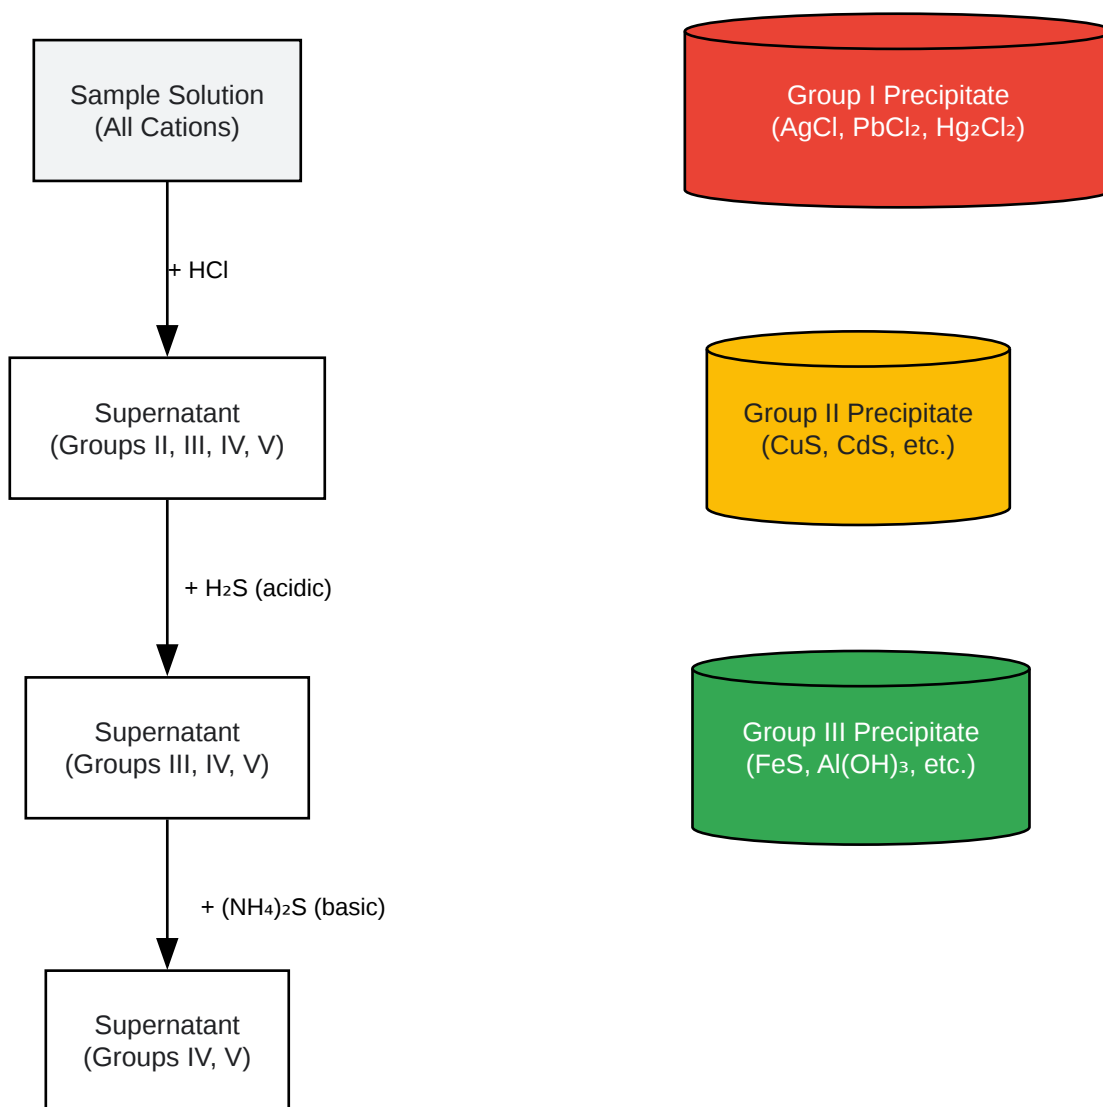 Sample Solution
(All Cations)
Group I Precipitate
(AgCl, PbCl₂, Hg₂Cl₂)
+ HCl
Supernatant
(Groups II, III, IV, V)
Group II Precipitate
(CuS, CdS, etc.)
+ H₂S (acidic)
Supernatant
(Groups III, IV, V)
Group III Precipitate
(FeS, Al(OH)₃, etc.)
+ (NH₄)₂S (basic)
Supernatant
(Groups IV, V)